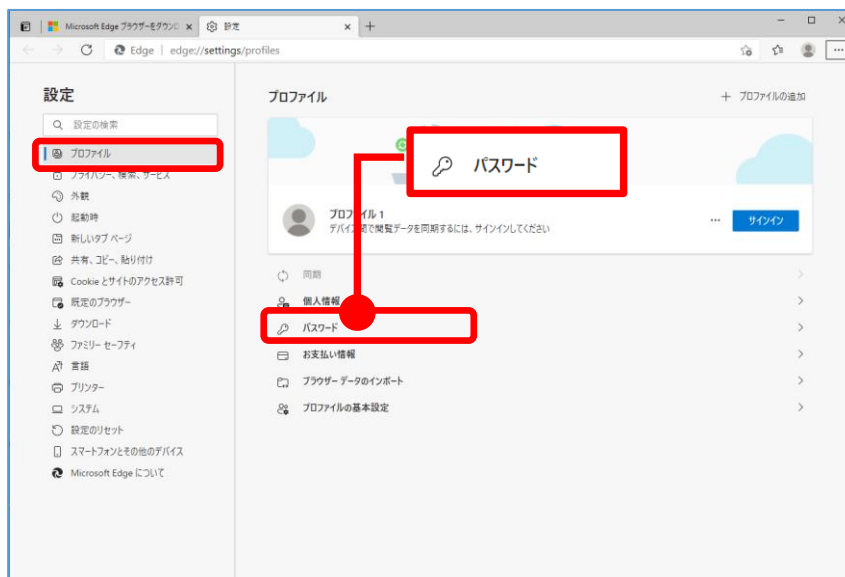 Microsoft Edge ブラウザーをダウンロ
設定
Edge | edge://settings/profiles
設定
設定の検索
プロファイル
プライバシー、検索、サービス
外観
起動時
新しいタブ ページ
共有、コピー、貼り付け
Cookie とサイトのアクセス許可
既定のブラウザー
ダウンロード
ファミリー セーフティ
言語
プリンター
システム
設定のリセット
スマートフォンとその他のデバイス
Microsoft Edge について
プロファイル
プロファイルの追加
パスワード
プロファイル 1
デバイス間で閲覧データを同期するには、サインインしてください
サインイン
同期
個人情報
パスワード
お支払い情報
ブラウザー データのインポート
プロファイルの基本設定